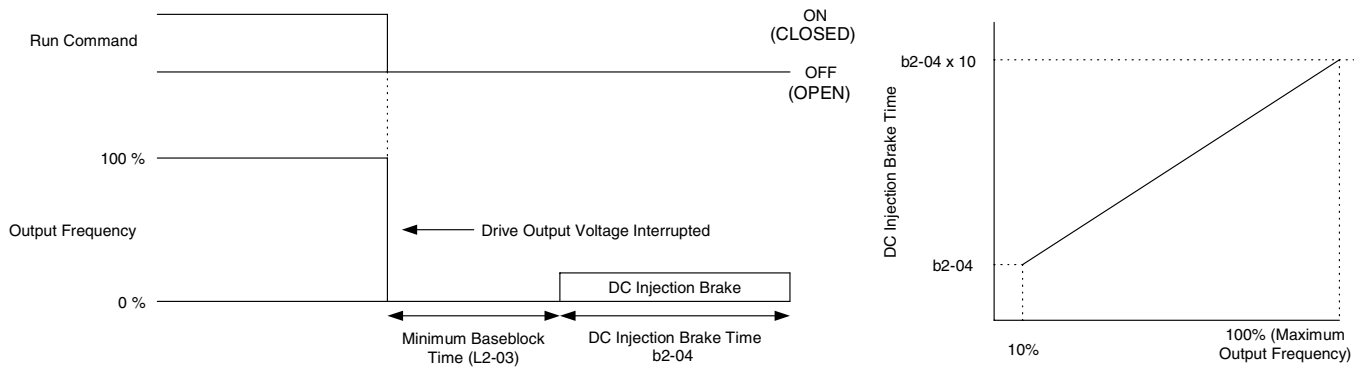 Run Command
ON
(CLOSED)
OFF
(OPEN)
100 %
Output Frequency
Drive Output Voltage Interrupted
DC Injection Brake
0 %
Minimum Baseblock
Time (L2-03)
DC Injection Brake Time
b2-04
DC Injection Brake Time
b2-04 x 10
b2-04
10%
100% (Maximum
Output Frequency)